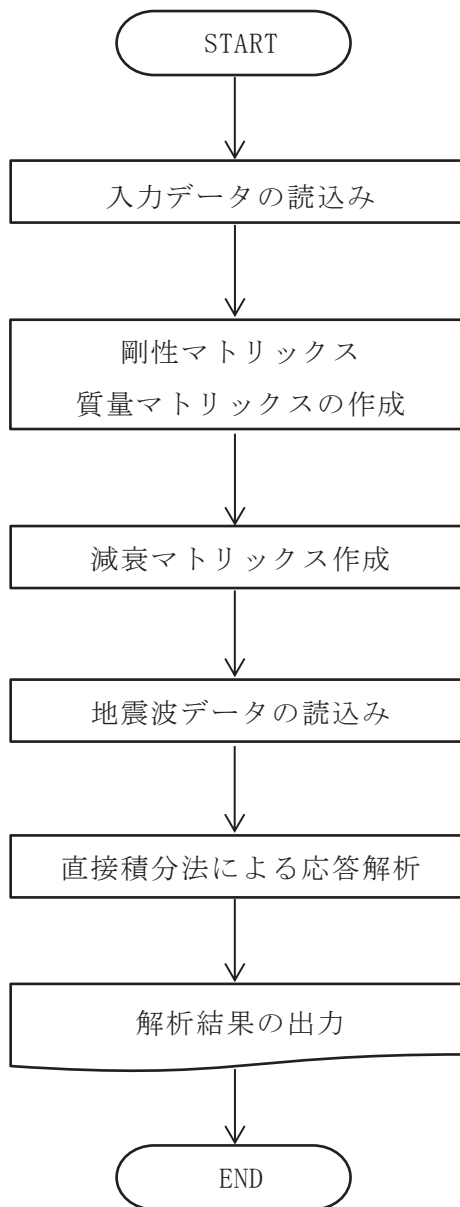 START
入力データの読込み
剛性マトリックス
質量マトリックスの作成
減衰マトリックス作成
地震波データの読込み
直接積分法による応答解析
解析結果の出力
END